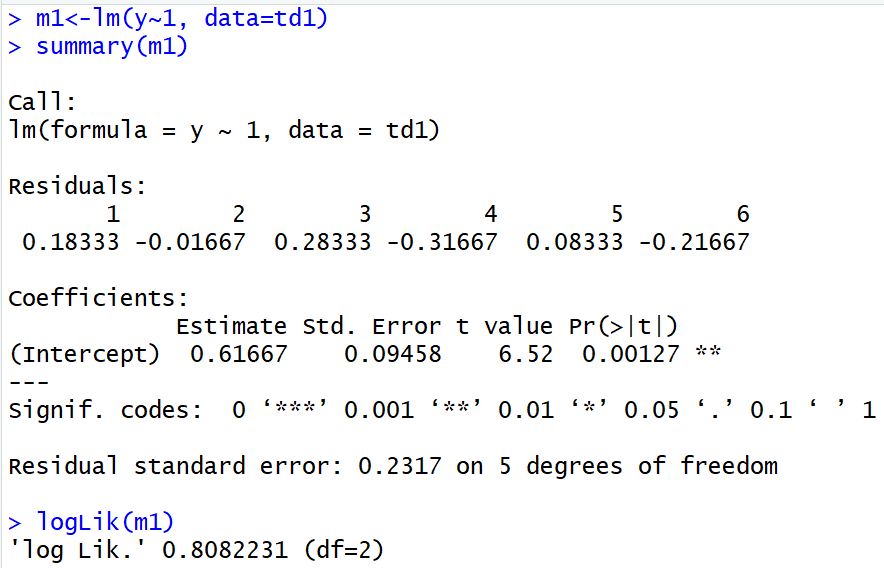 > m1<-lm(y~1, data=td1)
> summary(m1)
Call:
lm(formula = y ~ 1, data = td1)
Residuals:
       1        2        3        4        5        6
 0.18333 -0.01667  0.28333 -0.31667  0.08333 -0.21667
Coefficients:
            Estimate Std. Error t value Pr(>|t|)
(Intercept)  0.61667    0.09458    6.52  0.00127 **
---
Signif. codes:  0 ‘***’ 0.001 ‘**’ 0.01 ‘*’ 0.05 ‘.’ 0.1 ‘ ’ 1
Residual standard error: 0.2317 on 5 degrees of freedom
> logLik(m1)
'log Lik.' 0.8082231 (df=2)